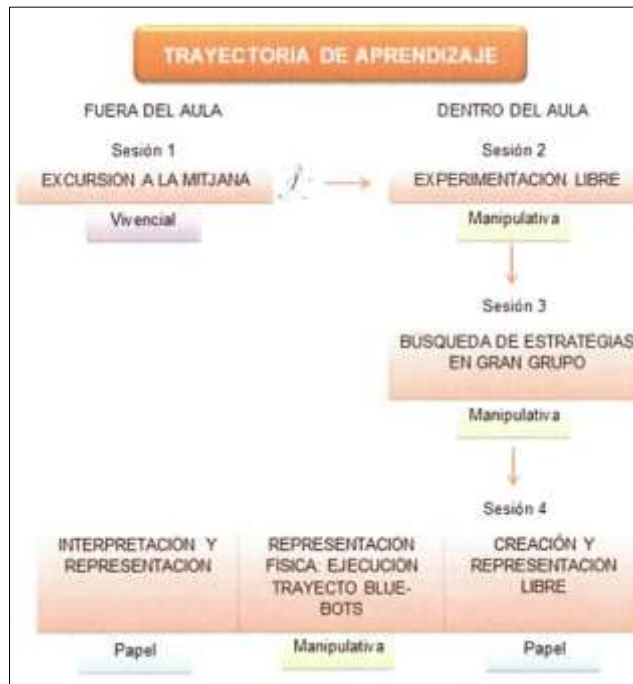 TRAYECTORIA DE APRENDIZAJE
FUERA DEL AULA
DENTRO DEL AULA
Sesión 1
Sesión 2
EXCURSION A LA MITJANA
EXPERIMENTACION LIBRE
Vivencial
Manipulativa
Sesión 3
BUSQUEDA DE ESTRATEGIAS
EN GRAN GRUPO
Manipulativa
Sesión 4
INTERPRETACION Y
REPRESENTACION
REPRESENTACION
FISICA: EJECUCION
TRAYECTO BLUE-
BOTS
CREACIÓN Y
REPRESENTACION
LIBRE
Papel
Manipulativa
Papel